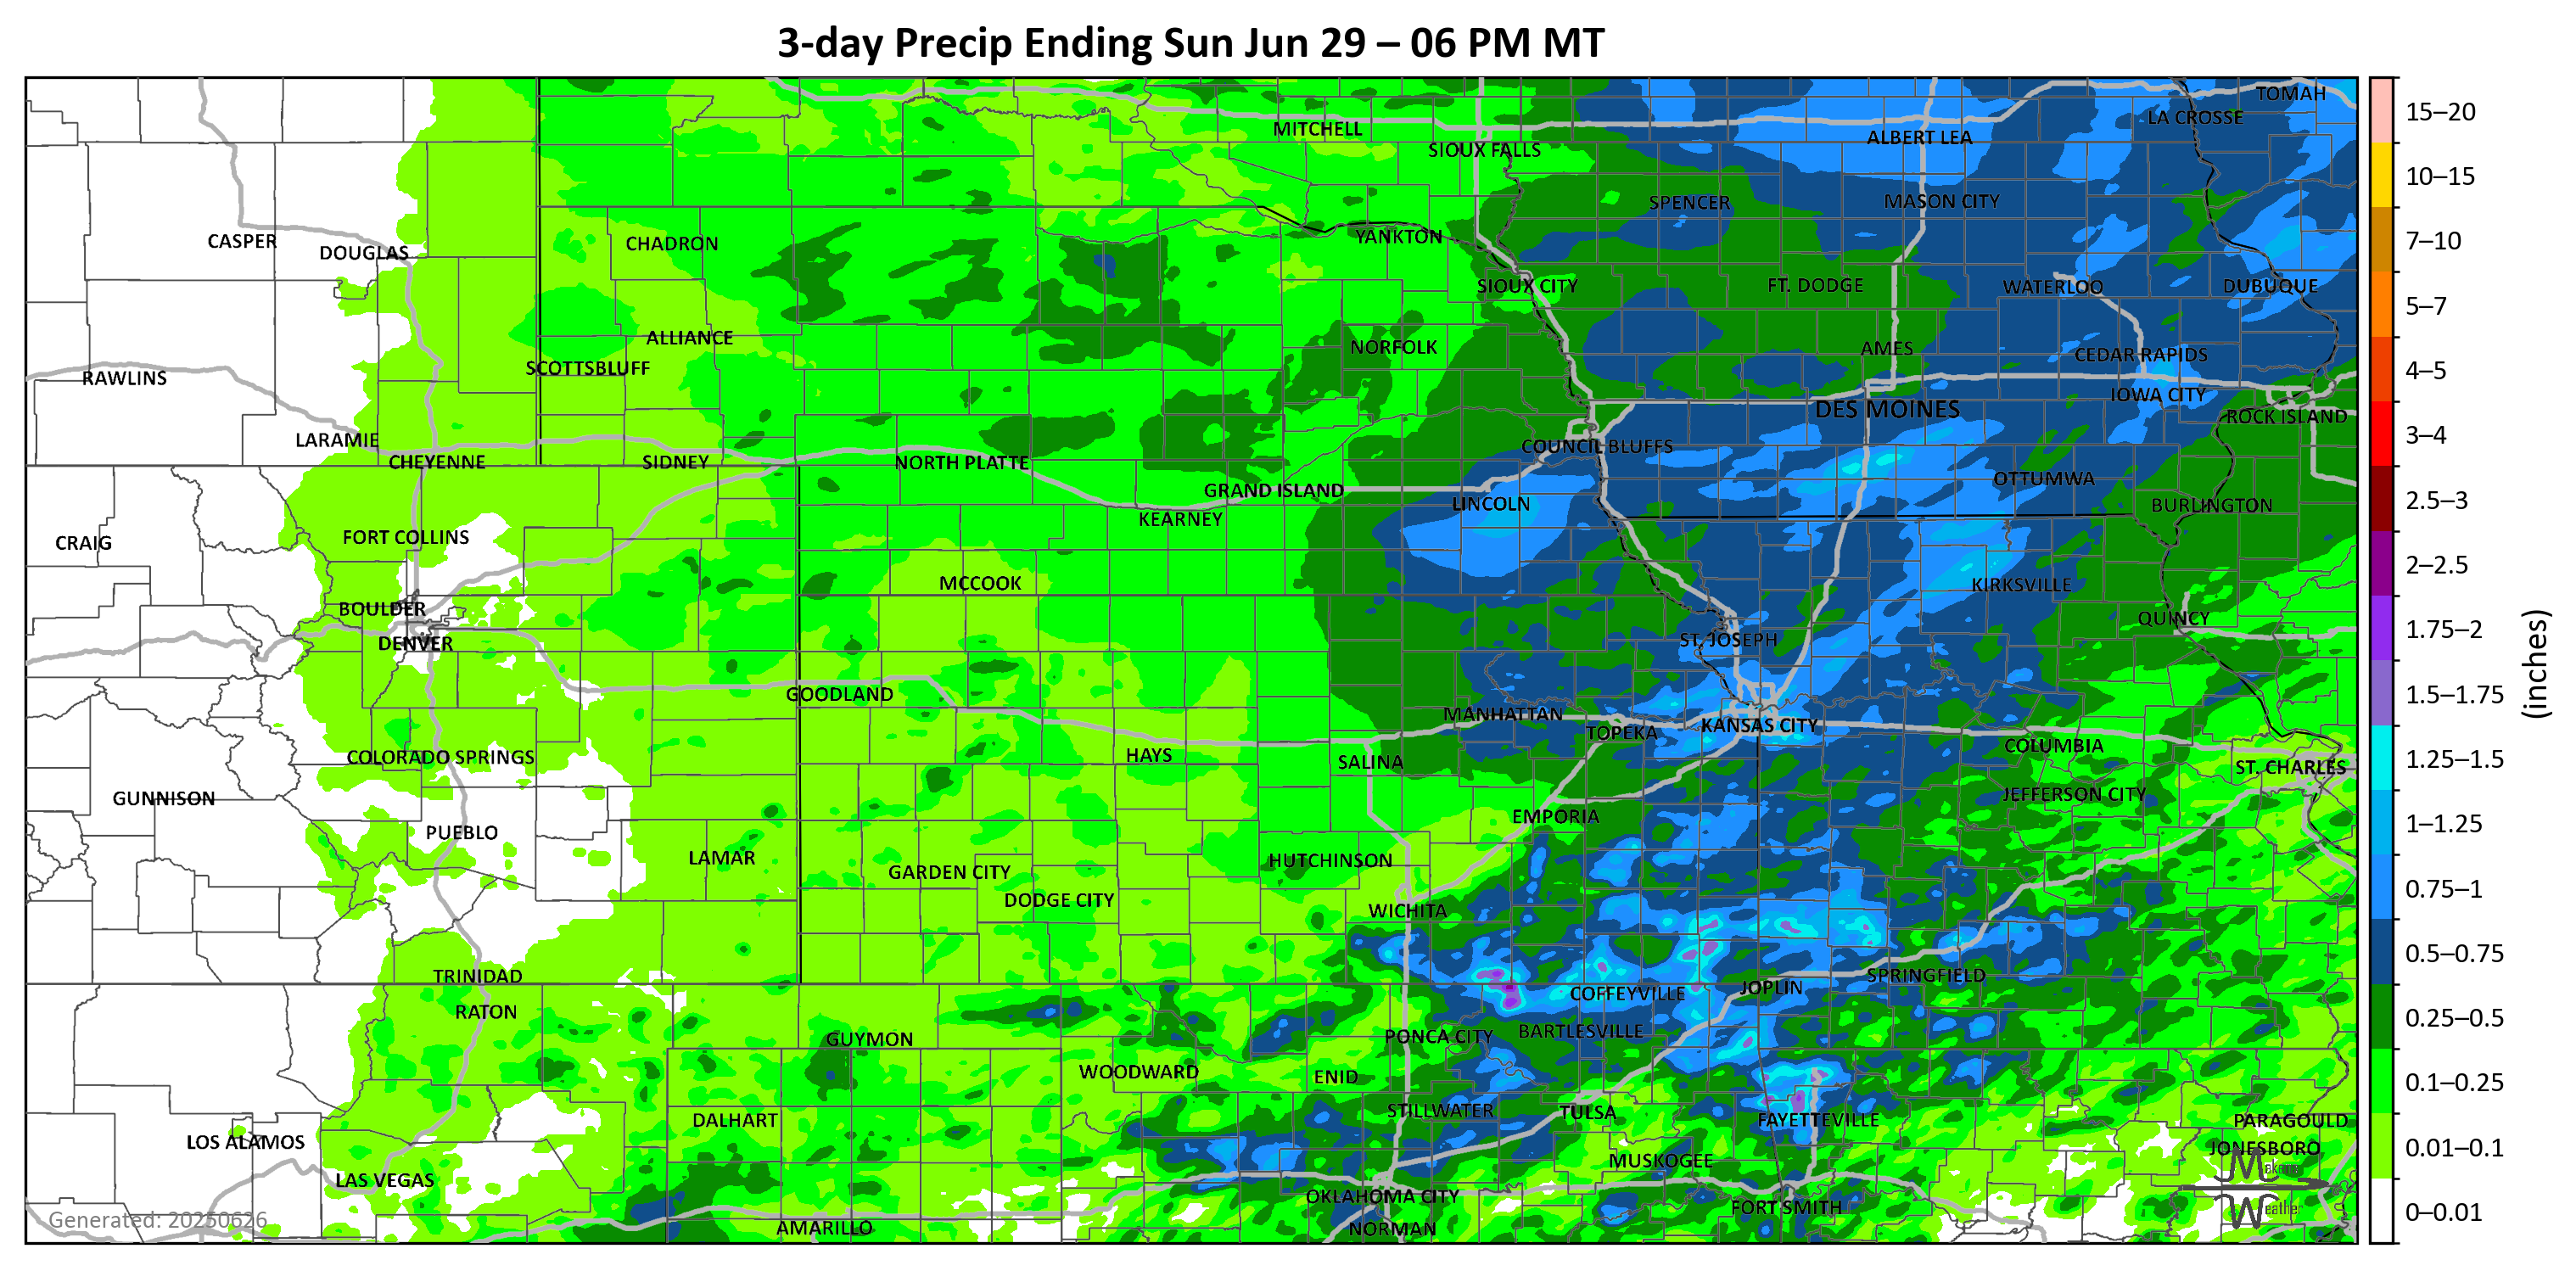 3-day Precip Ending Sun Jun 29 – 06 PM MT
TOMAH
LA CROSSE
MITCHELL
ALBERT LEA
SIOUX FALLS
SPENCER
MASON CITY
CASPER
DOUGLAS
CHADRON
YANKTON
SIOUX CITY
FT. DODGE
WATERLOO
DUBUQUE
ALLIANCE
NORFOLK
AMES
CEDAR RAPIDS
SCOTTSBLUFF
RAWLINS
IOWA CITY
DES MOINES
ROCK ISLAND
LARAMIE
COUNCIL BLUFFS
CHEYENNE
SIDNEY
NORTH PLATTE
OTTUMWA
GRAND ISLAND
LINCOLN
BURLINGTON
KEARNEY
FORT COLLINS
CRAIG
MCCOOK
KIRKSVILLE
BOULDER
QUINCY
DENVER
ST. JOSEPH
GOODLAND
MANHATTAN
KANSAS CITY
TOPEKA
COLUMBIA
COLORADO SPRINGS
HAYS
SALINA
ST. CHARLES
GUNNISON
JEFFERSON CITY
EMPORIA
PUEBLO
LAMAR
HUTCHINSON
GARDEN CITY
DODGE CITY
WICHITA
TRINIDAD
SPRINGFIELD
JOPLIN
COFFEYVILLE
RATON
BARTLESVILLE
PONCA CITY
GUYMON
WOODWARD
ENID
STILLWATER
TULSA
DALHART
FAYETTEVILLE
PARAGOULD
LOS ALAMOS
JONESBORO
MUSKOGEE
Makens
LAS VEGAS
OKLAHOMA CITY
FORT SMITH
Weather
Generated: 20250626
AMARILLO
NORMAN
15–20
10–15
7–10
5–7
4–5
3–4
2.5–3
2–2.5
1.75–2
1.5–1.75
1.25–1.5
1–1.25
0.75–1
0.5–0.75
0.25–0.5
0.1–0.25
0.01–0.1
0–0.01
(inches)